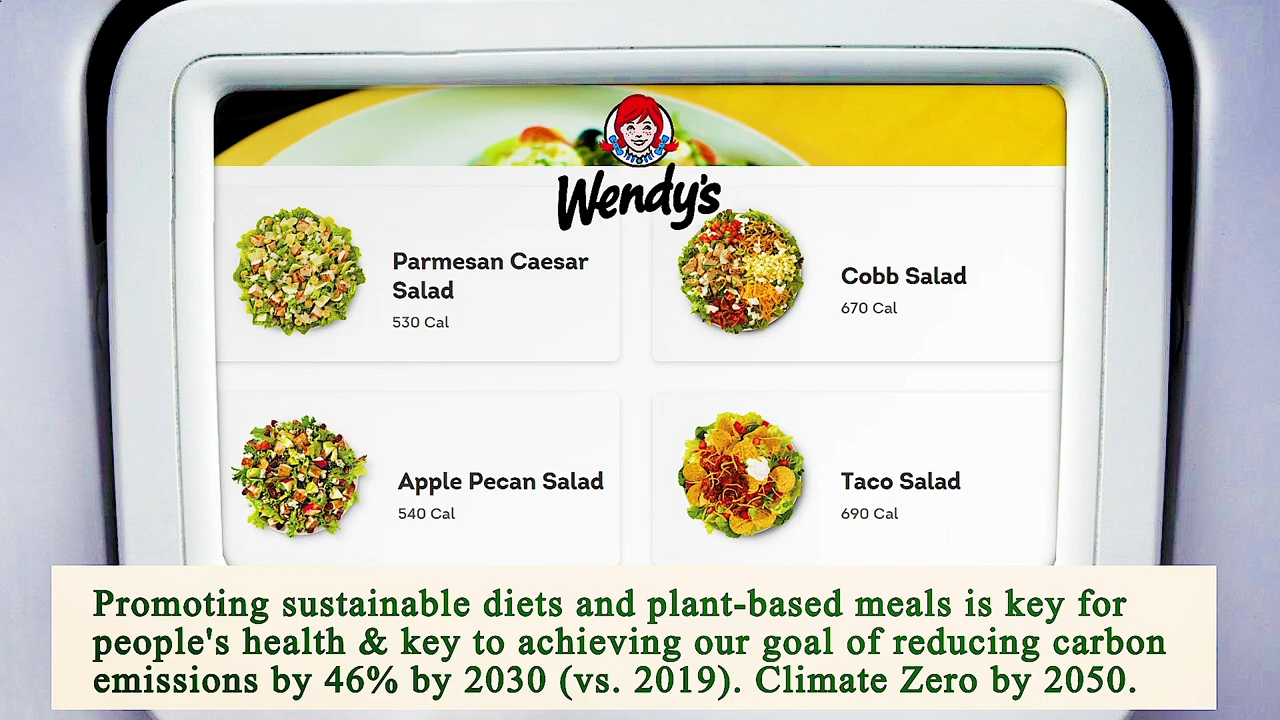 Wendy's
Parmesan Caesar
Salad
530 Cal
Cobb Salad
670 Cal
Apple Pecan Salad
540 Cal
Taco Salad
690 Cal
Promoting sustainable diets and plant-based meals is key for
people's health & key to achieving our goal of reducing carbon
emissions by 46% by 2030 (vs. 2019). Climate Zero by 2050.